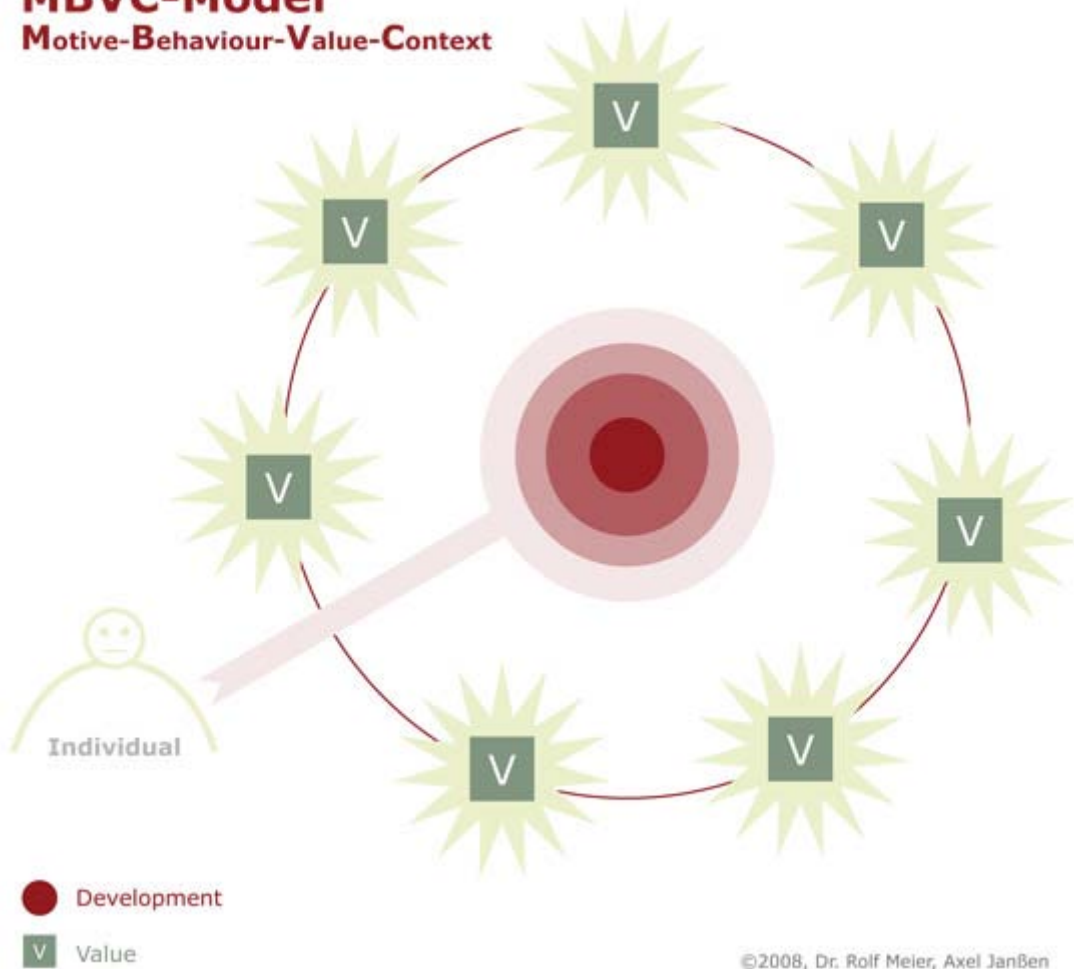 MBVC-Model
Motive-Behaviour-Value-Context
V
V
V
V
V
V
V
Individual
Development
V Value
©2008, Dr. Rolf Meier, Axel Janßen